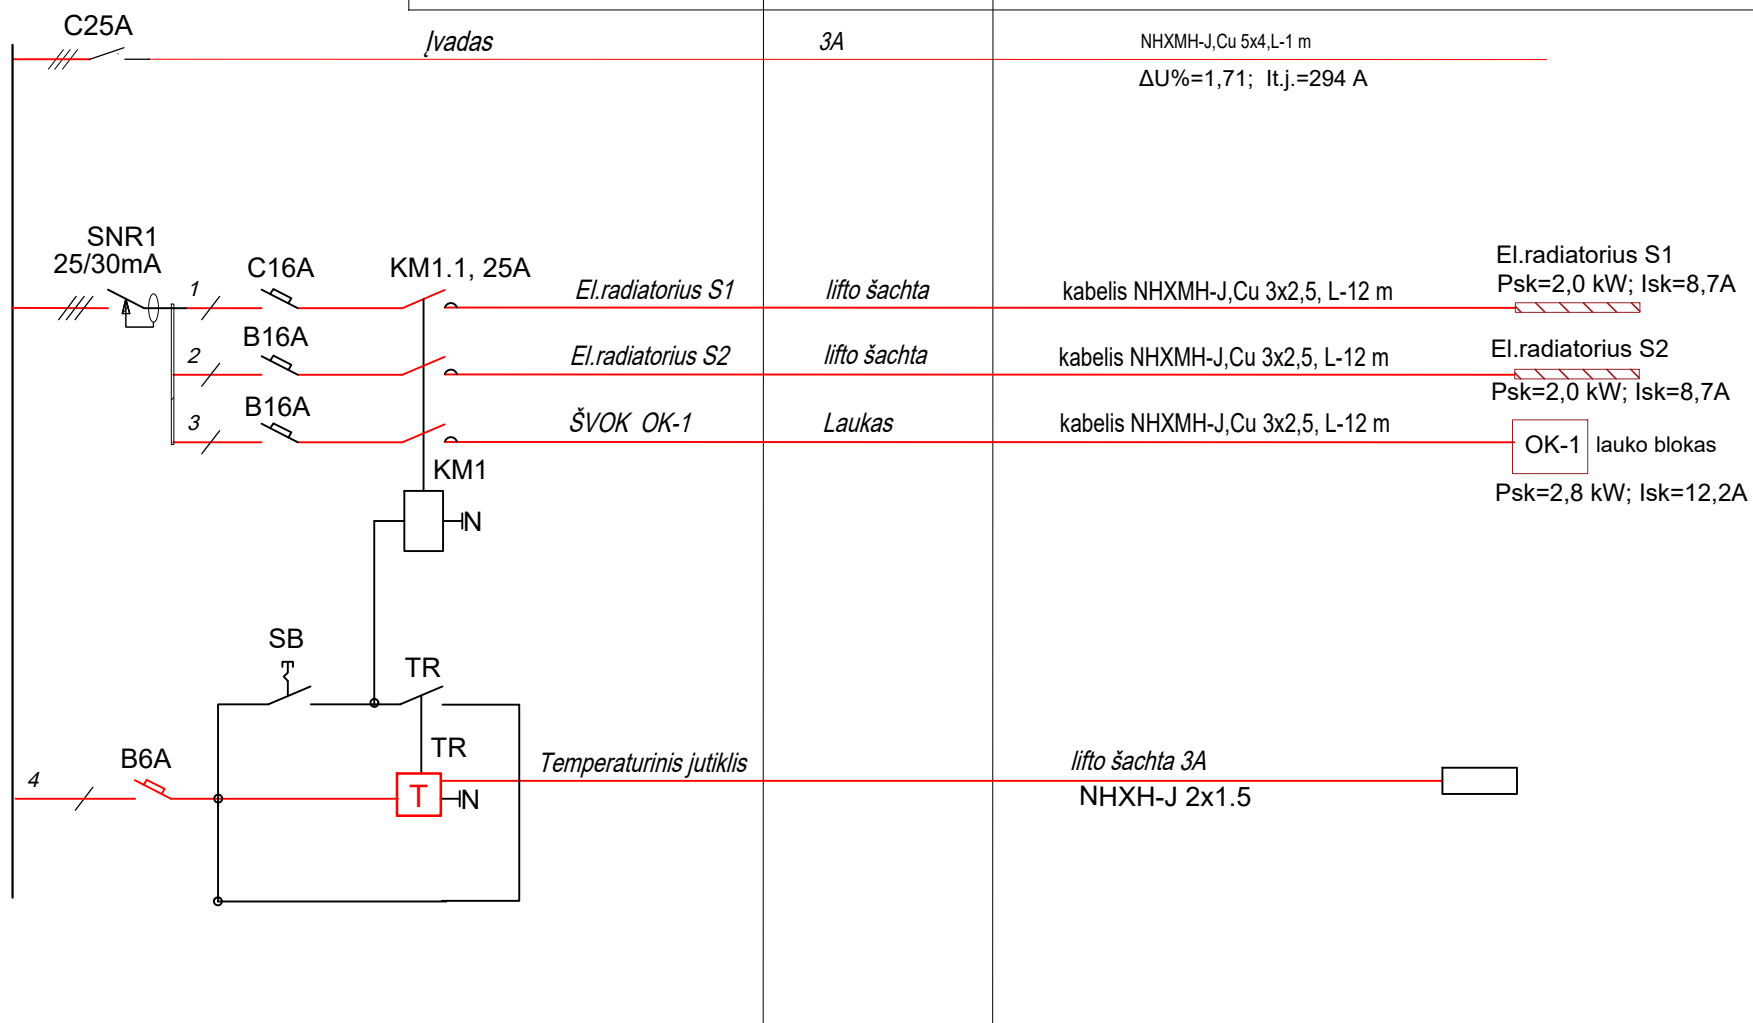 C25A
Įvadas
3A
NHXMH-J,Cu 5x4,L-1 m
ΔU%=1,71; It.j.=294 A
SNR1
25/30mA
1
C16A
KM1.1, 25A
El.radiatorius S1
lifto šachta
kabelis NHXMH-J,Cu 3x2,5, L-12 m
El.radiatorius S1
Psk=2,0 kW; Isk=8,7A
2
B16A
El.radiatorius S2
lifto šachta
kabelis NHXMH-J,Cu 3x2,5, L-12 m
El.radiatorius S2
Psk=2,0 kW; Isk=8,7A
3
B16A
ŠVOK OK-1
Laukas
kabelis NHXMH-J,Cu 3x2,5, L-12 m
OK-1
lauko blokas
Psk=2,8 kW; Isk=12,2A
KM1
N
SB
TR
TR
4
B6A
T
N
Temperaturinis jutiklis
lifto šachta 3A
NHXH-J 2x1.5